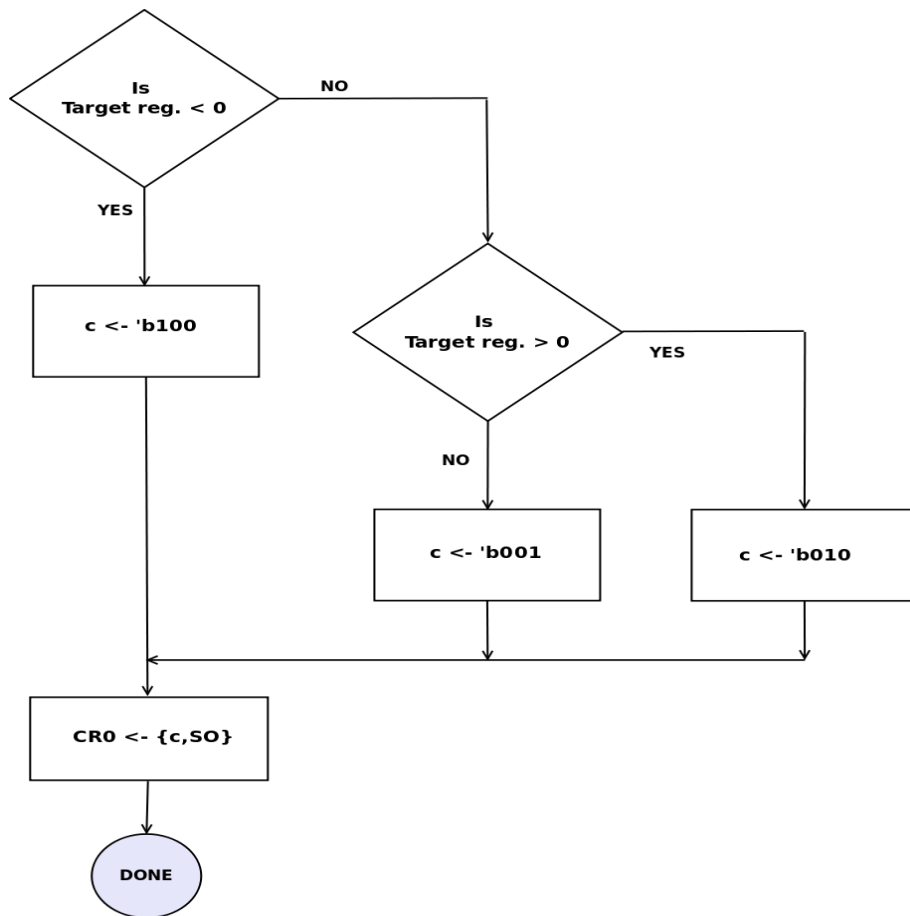 Is
Target reg. < 0
NO
YES
c <- 'b100
Is
Target reg. > 0
YES
NO
c <- 'b001
c <- 'b010
CR0 <- {c,SO}
DONE